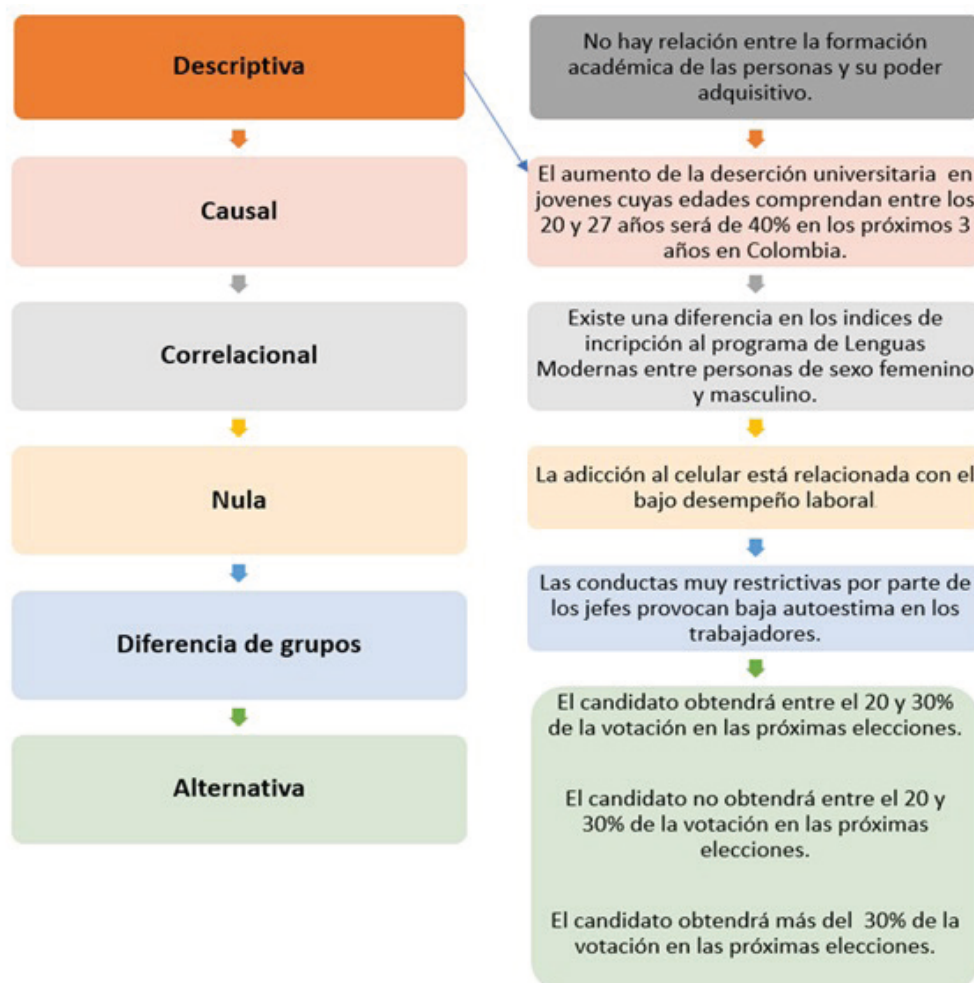 Descriptiva
Causal
Correlacional
Nula
Diferencia de grupos
Alternativa
No hay relación entre la formación
académica de las personas y su poder
adquisitivo.
El aumento de la deserción universitaria en
jovenes cuyas edades comprendan entre los
20 y 27 años será de 40% en los próximos 3
años en Colombia.
Existe una diferencia en los indices de
incripción al programa de Lenguas
Modernas entre personas de sexo femenino
y masculino.
La adicción al celular está relacionada con el
bajo desempeño laboral.
Las conductas muy restrictivas por parte de
los jefes provocan baja autoestima en los
trabajadores.
El candidato obtendrá entre el 20 y 30%
de la votación en las próximas elecciones.
El candidato no obtendrá entre el 20 y
30% de la votación en las próximas
elecciones.
El candidato obtendrá más del 30% de la
votación en las próximas elecciones.